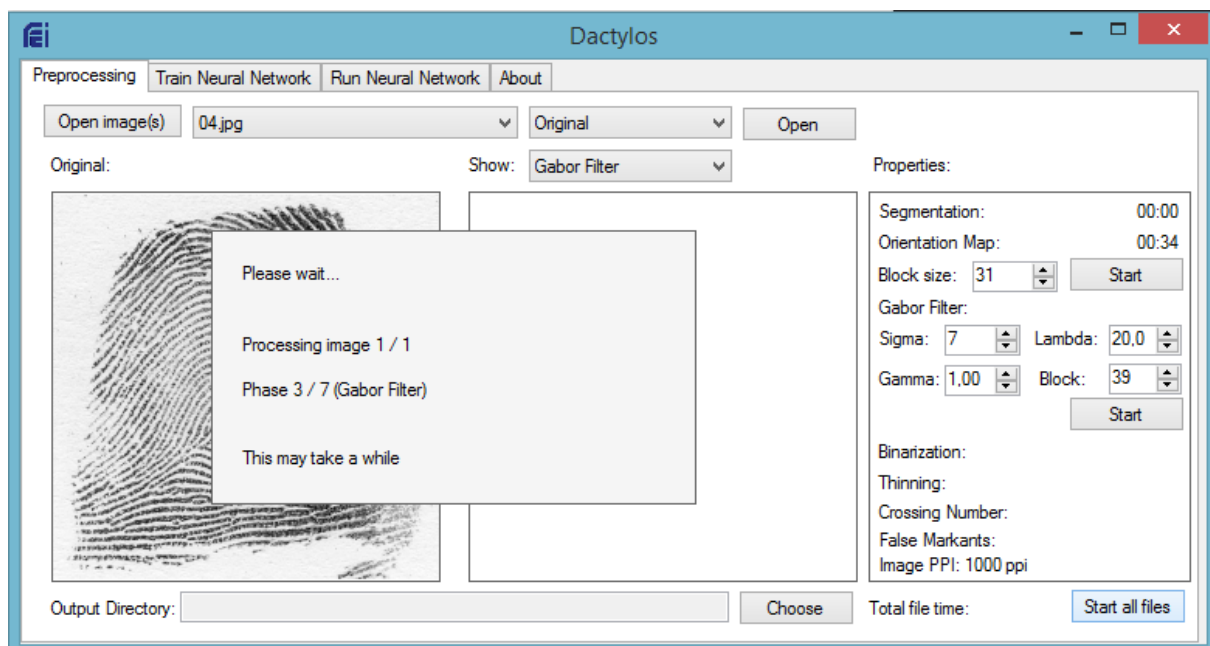 Dactylos
Preprocessing Train Neural Network Run Neural Network About
Open image(s) 04.jpg Original Open
Original: Show: Gabor Filter Properties:
Segmentation: 00:00
Orientation Map: 00:34
Block size: 31 Start
Gabor Filter:
Sigma: 7 Lambda: 20,0
Gamma: 1,00 Block: 39
Start
Please wait...
Processing image 1 / 1
Phase 3 / 7 (Gabor Filter)
This may take a while
Binarization:
Thinning:
Crossing Number:
False Markants:
Image PPI: 1000 ppi
Output Directory: Choose Total file time: Start all files